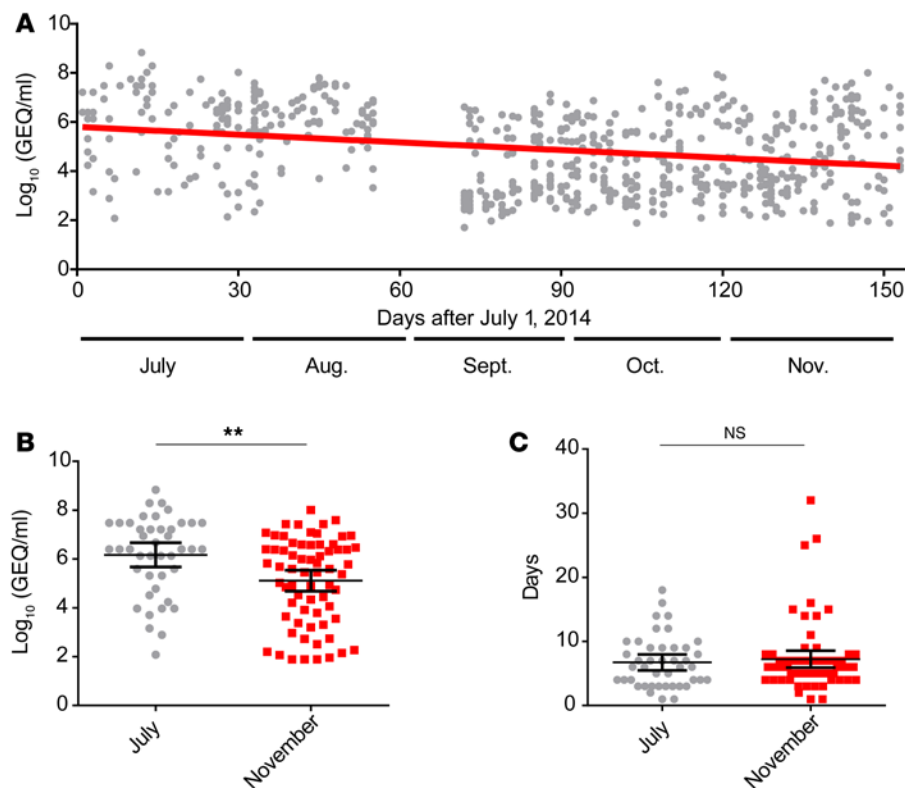 A
Log₁₀ (GEQ/ml)
10
8
6
4
2
0
0 30 60 90 120 150
Days after July 1, 2014
July Aug. Sept. Oct. Nov.
B
**
Log₁₀ (GEQ/ml)
10
8
6
4
2
0
July November
C
NS
Days
40
30
20
10
0
July November